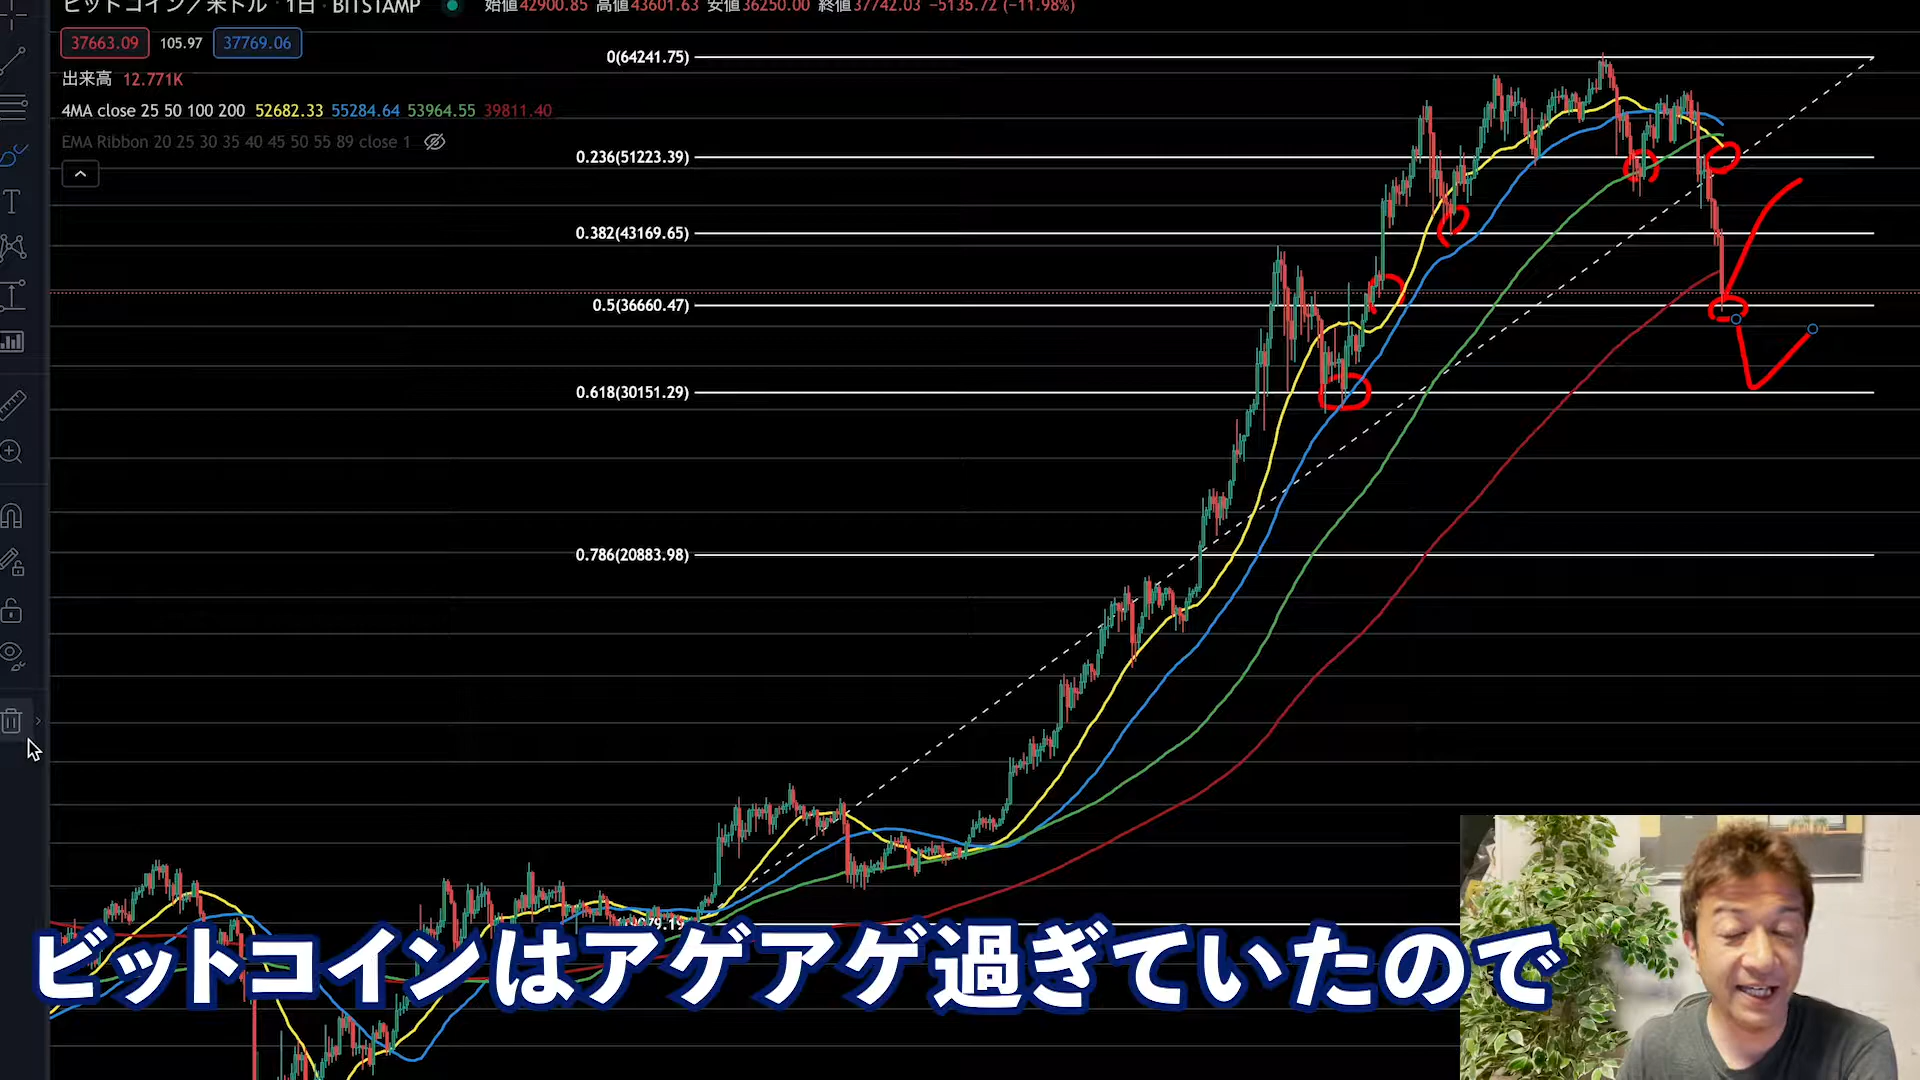 ビットコイン／米ドル · 1日 · BITSTAMP 始値42900.85 高値43601.63 安値36250.00 終値37742.03 −5135.72 (−11.98%)
37663.09 105.97 37769.06
出来高 12.771K
4MA close 25 50 100 200 52682.33 55284.64 53964.55 39811.40
EMA Ribbon 20 25 30 35 40 45 50 55 89 close 1
0(64241.75)
0.236(51223.39)
0.382(43169.65)
0.5(36660.47)
0.618(30151.29)
0.786(20883.98)
ビットコインはアゲアゲ過ぎていたので